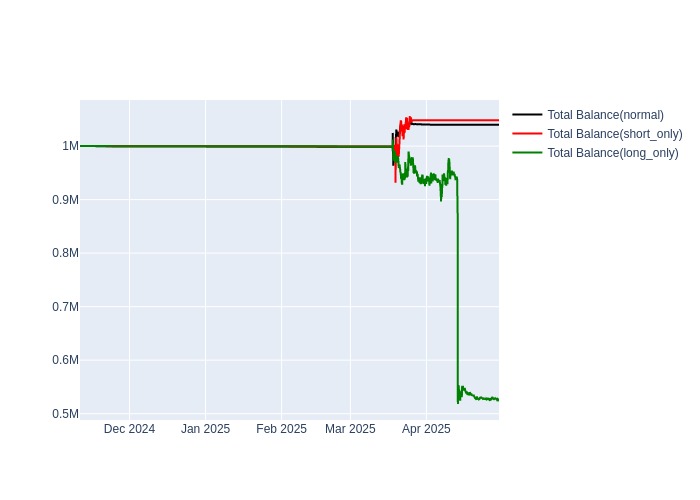 Total Balance(normal)
Total Balance(short_only)
Total Balance(long_only)
1M
0.9M
0.8M
0.7M
0.6M
0.5M
Dec 2024
Jan 2025
Feb 2025
Mar 2025
Apr 2025